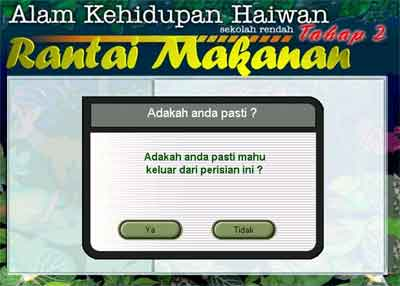 Alam Kehidupan Haiwan
sekolah rendah
Tahap 2
Rantai Makanan
Adakah anda pasti ?
Adakah anda pasti mahu
keluar dari perisian ini ?
Ya
Tidak